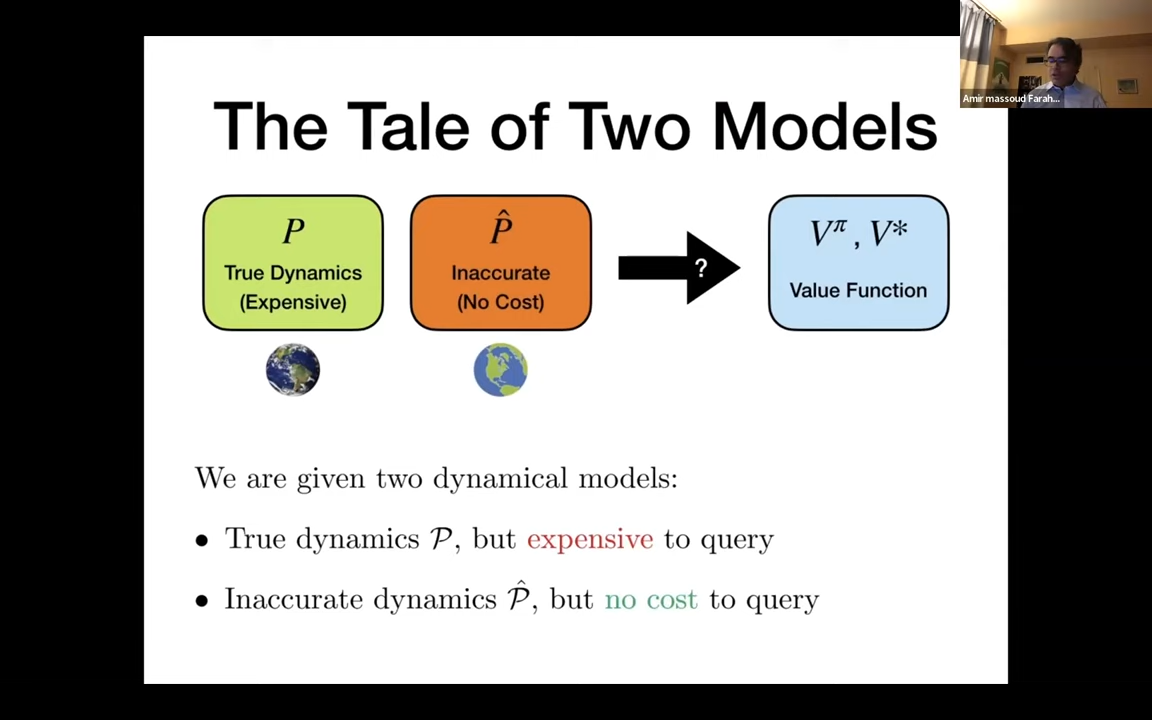 Amir massoud Farah...
The Tale of Two Models
P
True Dynamics
(Expensive)
P̂
Inaccurate
(No Cost)
?
V^π , V*
Value Function
We are given two dynamical models:
• True dynamics 𝒫, but expensive to query
• Inaccurate dynamics 𝒫̂, but no cost to query